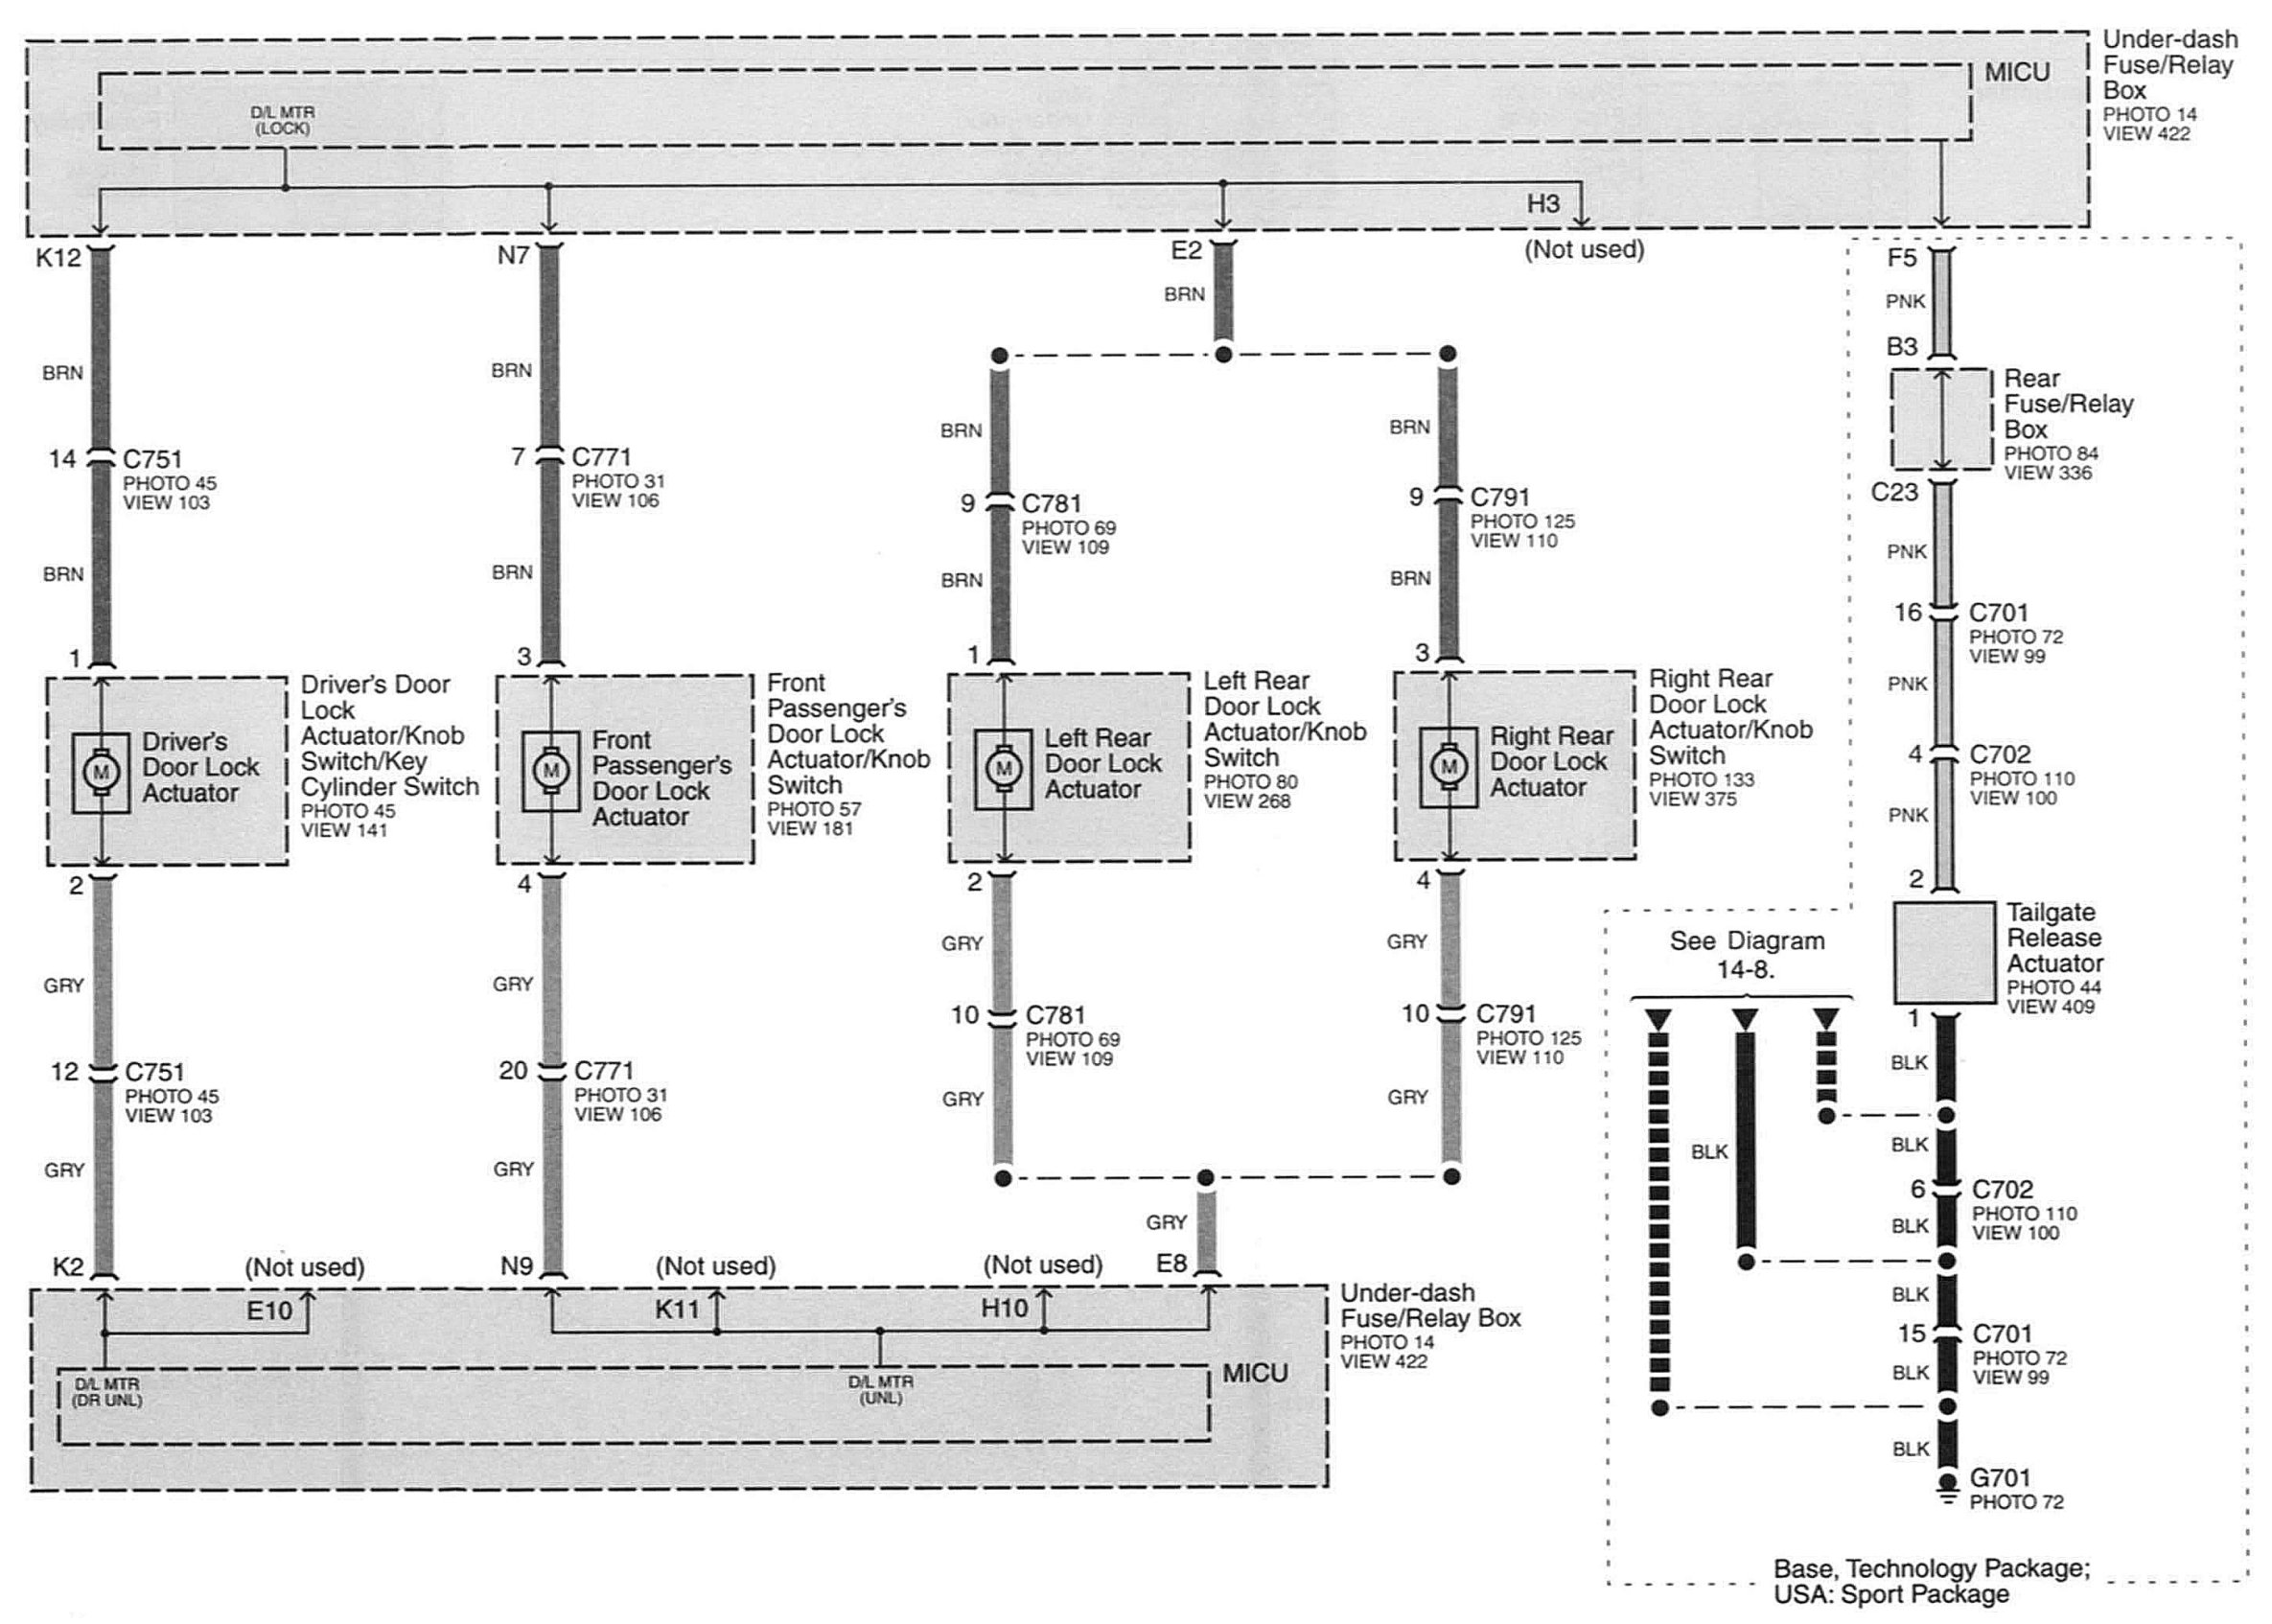 Under-dash
Fuse/Relay
Box
PHOTO 14
VIEW 422
MICU
D/L MTR
(LOCK)
H3
(Not used)
K12
BRN
14
C751
PHOTO 45
VIEW 103
BRN
1
Driver's
Door Lock
Actuator
Driver's Door
Lock
Actuator/Knob
Switch/Key
Cylinder Switch
PHOTO 45
VIEW 141
M
2
GRY
12
C751
PHOTO 45
VIEW 103
GRY
K2
N7
BRN
7
C771
PHOTO 31
VIEW 106
BRN
3
Front
Passenger's
Door Lock
Actuator
Front
Passenger's
Door Lock
Actuator/Knob
Switch
PHOTO 57
VIEW 181
M
4
GRY
20
C771
PHOTO 31
VIEW 106
GRY
N9
E2
BRN
BRN
9
C781
PHOTO 69
VIEW 109
BRN
1
Left Rear
Door Lock
Actuator
Left Rear
Door Lock
Actuator/Knob
Switch
PHOTO 80
VIEW 268
M
2
GRY
10
C781
PHOTO 69
VIEW 109
GRY
BRN
9
C791
PHOTO 125
VIEW 110
BRN
3
Right Rear
Door Lock
Actuator
Right Rear
Door Lock
Actuator/Knob
Switch
PHOTO 133
VIEW 375
M
4
GRY
10
C791
PHOTO 125
VIEW 110
GRY
GRY
E8
(Not used)
E10
(Not used)
K11
(Not used)
H10
Under-dash
Fuse/Relay Box
PHOTO 14
VIEW 422
MICU
D/L MTR
(DR UNL)
D/L MTR
(UNL)
F5
PNK
B3
Rear
Fuse/Relay
Box
PHOTO 84
VIEW 336
C23
PNK
16
C701
PHOTO 72
VIEW 99
PNK
4
C702
PHOTO 110
VIEW 100
PNK
2
Tailgate
Release
Actuator
PHOTO 44
VIEW 409
See Diagram
14-8.
1
BLK
BLK
BLK
6
C702
PHOTO 110
VIEW 100
BLK
BLK
15
C701
PHOTO 72
VIEW 99
BLK
BLK
G701
PHOTO 72
Base, Technology Package;
USA: Sport Package